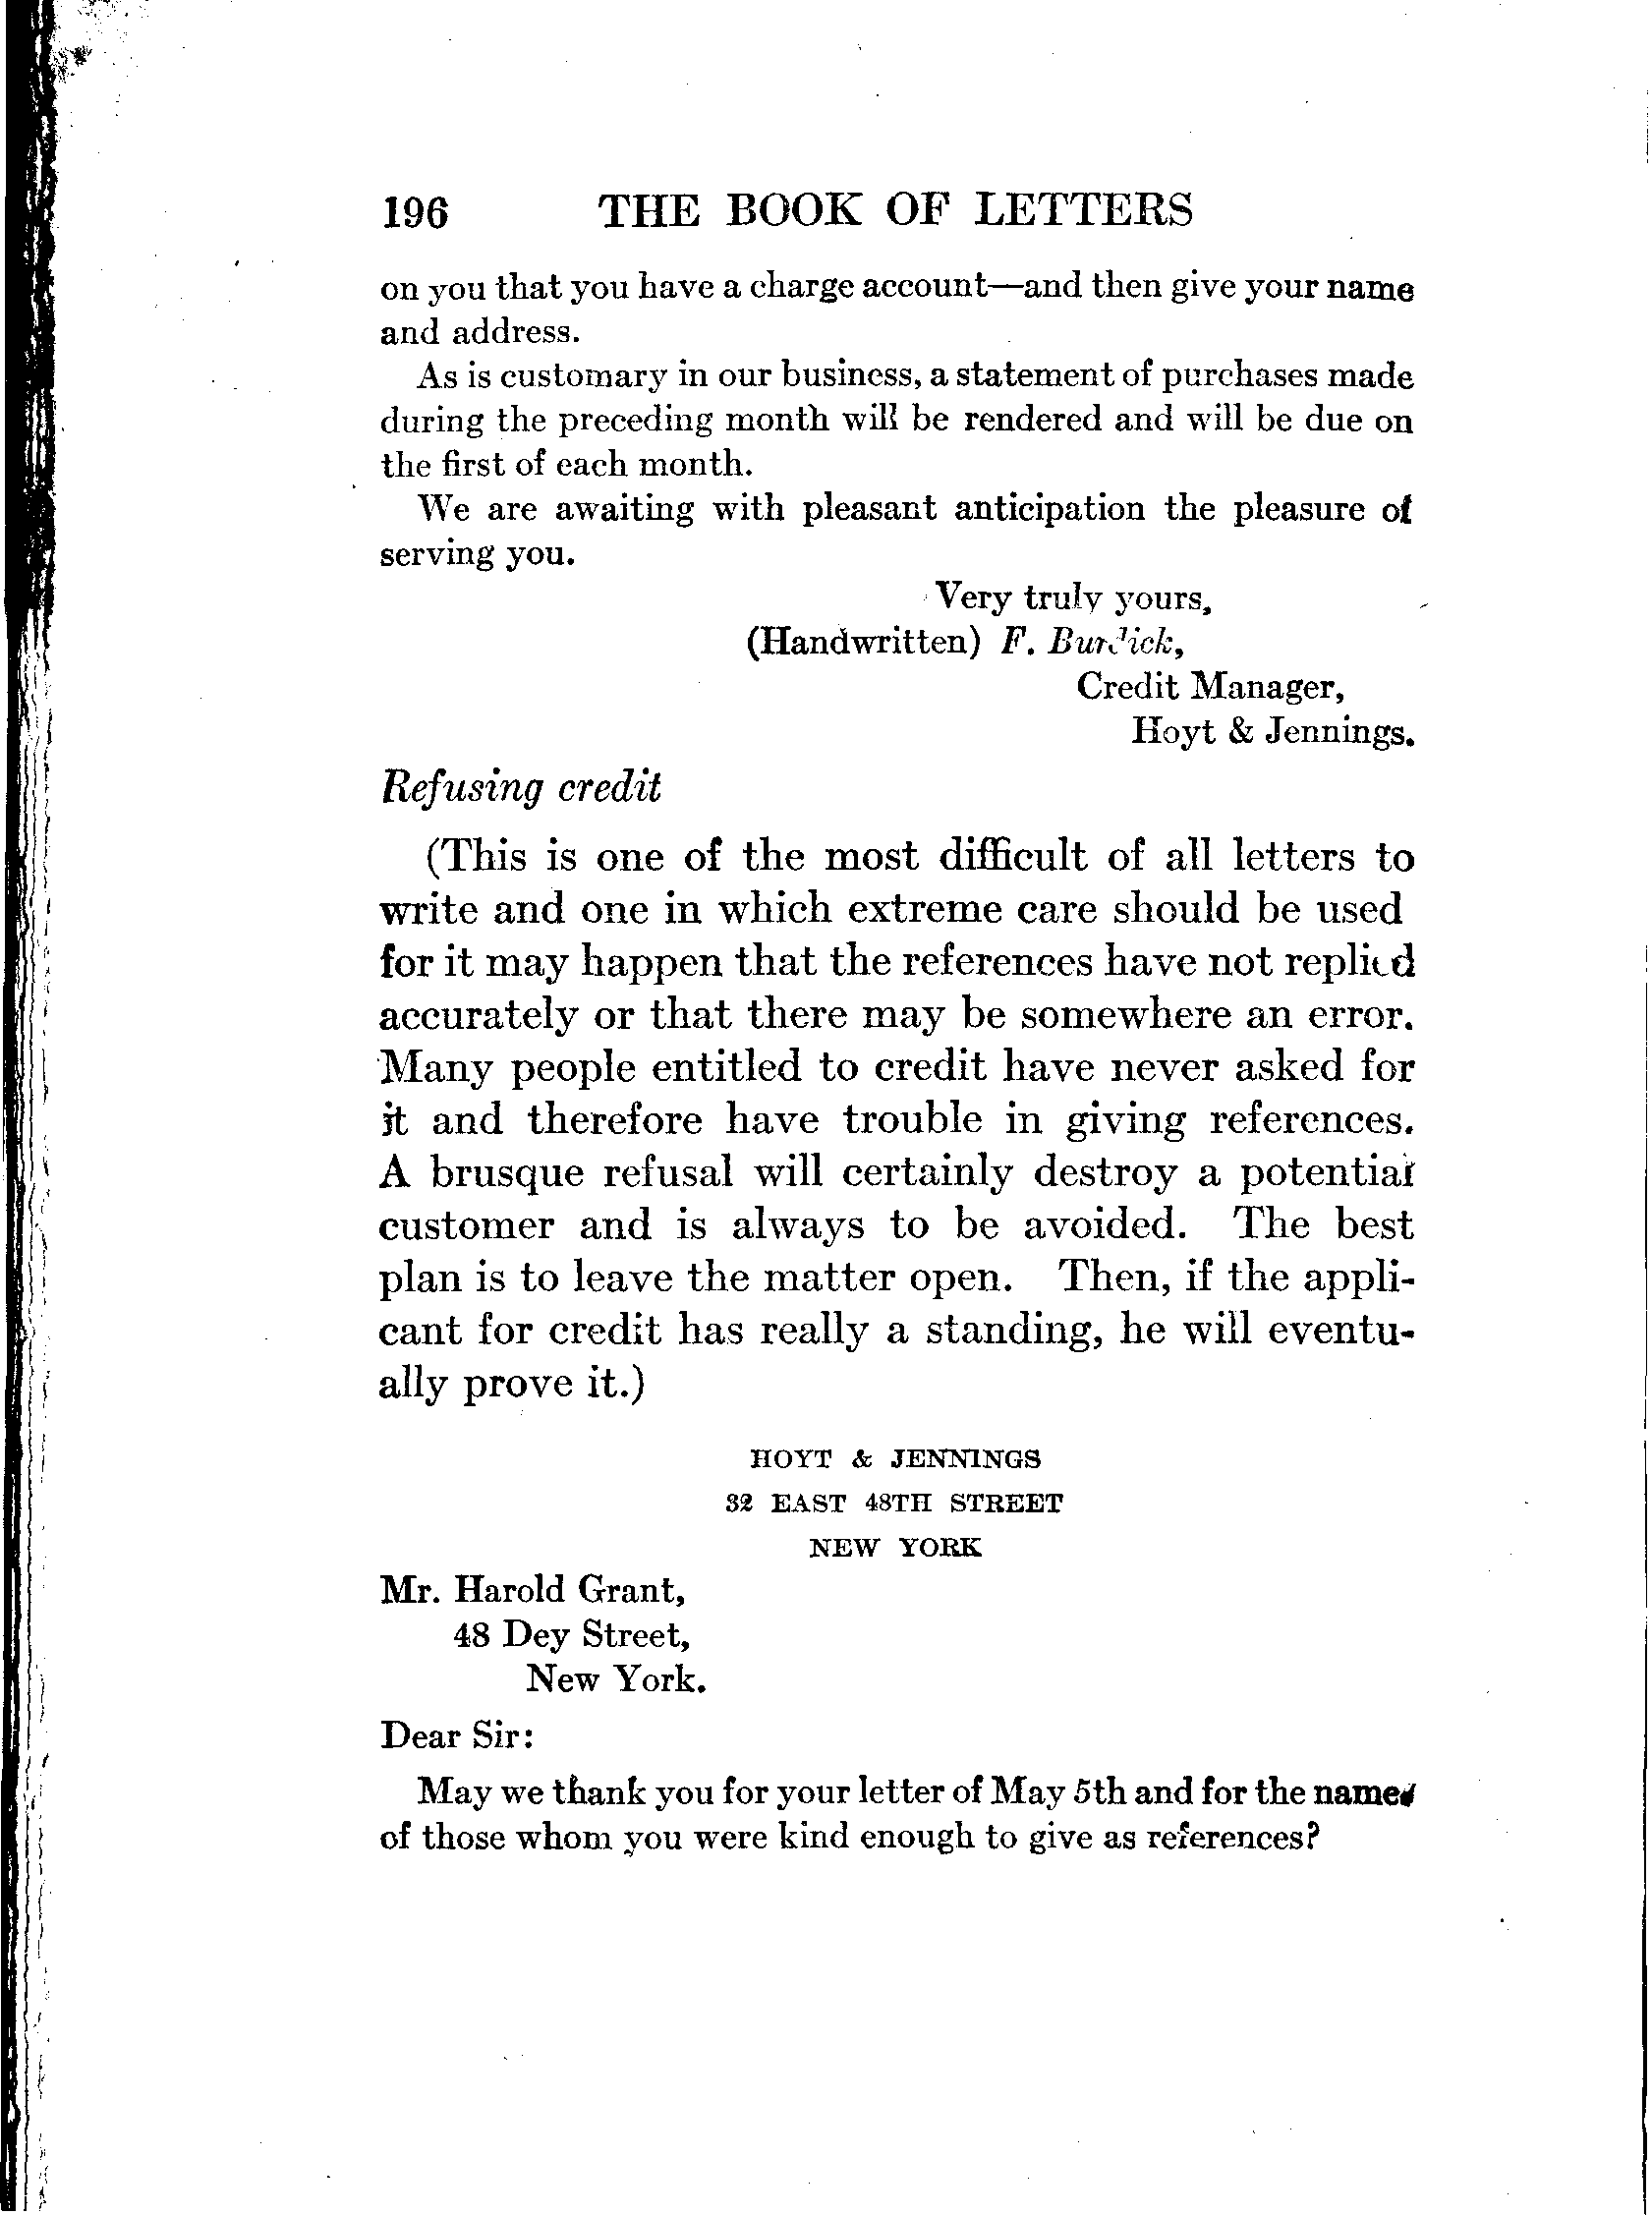 196 THE BOOK OF LETTERS
on you that you have a charge account—and then give your name
and address.
As is customary in our business, a statement of purchases made
during the preceding month will be rendered and will be due on
the first of each month.
We are awaiting with pleasant anticipation the pleasure of
serving you.
Very truly yours,
(Handwritten) F. Burdick,
Credit Manager,
Hoyt & Jennings.
Refusing credit
(This is one of the most difficult of all letters to
write and one in which extreme care should be used
for it may happen that the references have not replied
accurately or that there may be somewhere an error.
Many people entitled to credit have never asked for
it and therefore have trouble in giving references.
A brusque refusal will certainly destroy a potential
customer and is always to be avoided. The best
plan is to leave the matter open. Then, if the appli-
cant for credit has really a standing, he will eventu-
ally prove it.)
HOYT & JENNINGS
32 EAST 48TH STREET
NEW YORK
Mr. Harold Grant,
48 Dey Street,
New York.
Dear Sir:
May we thank you for your letter of May 5th and for the names
of those whom you were kind enough to give as references?